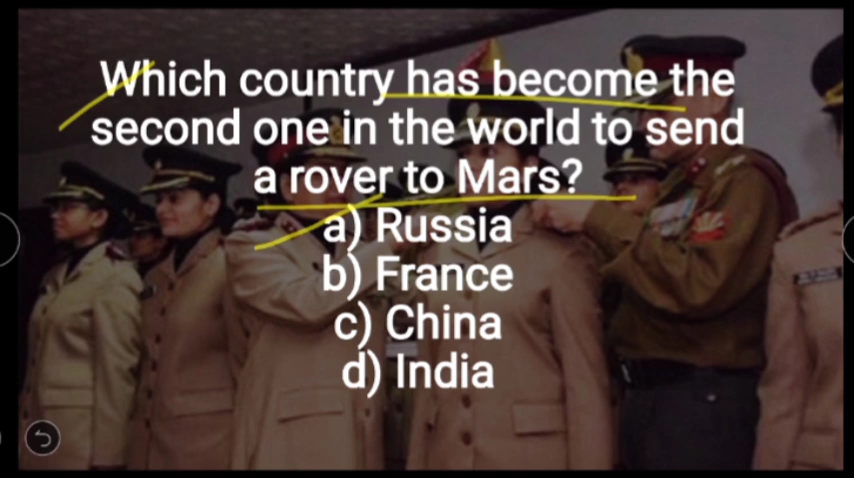 Which country has become the
second one in the world to send
a rover to Mars?
a) Russia
b) France
c) China
d) India